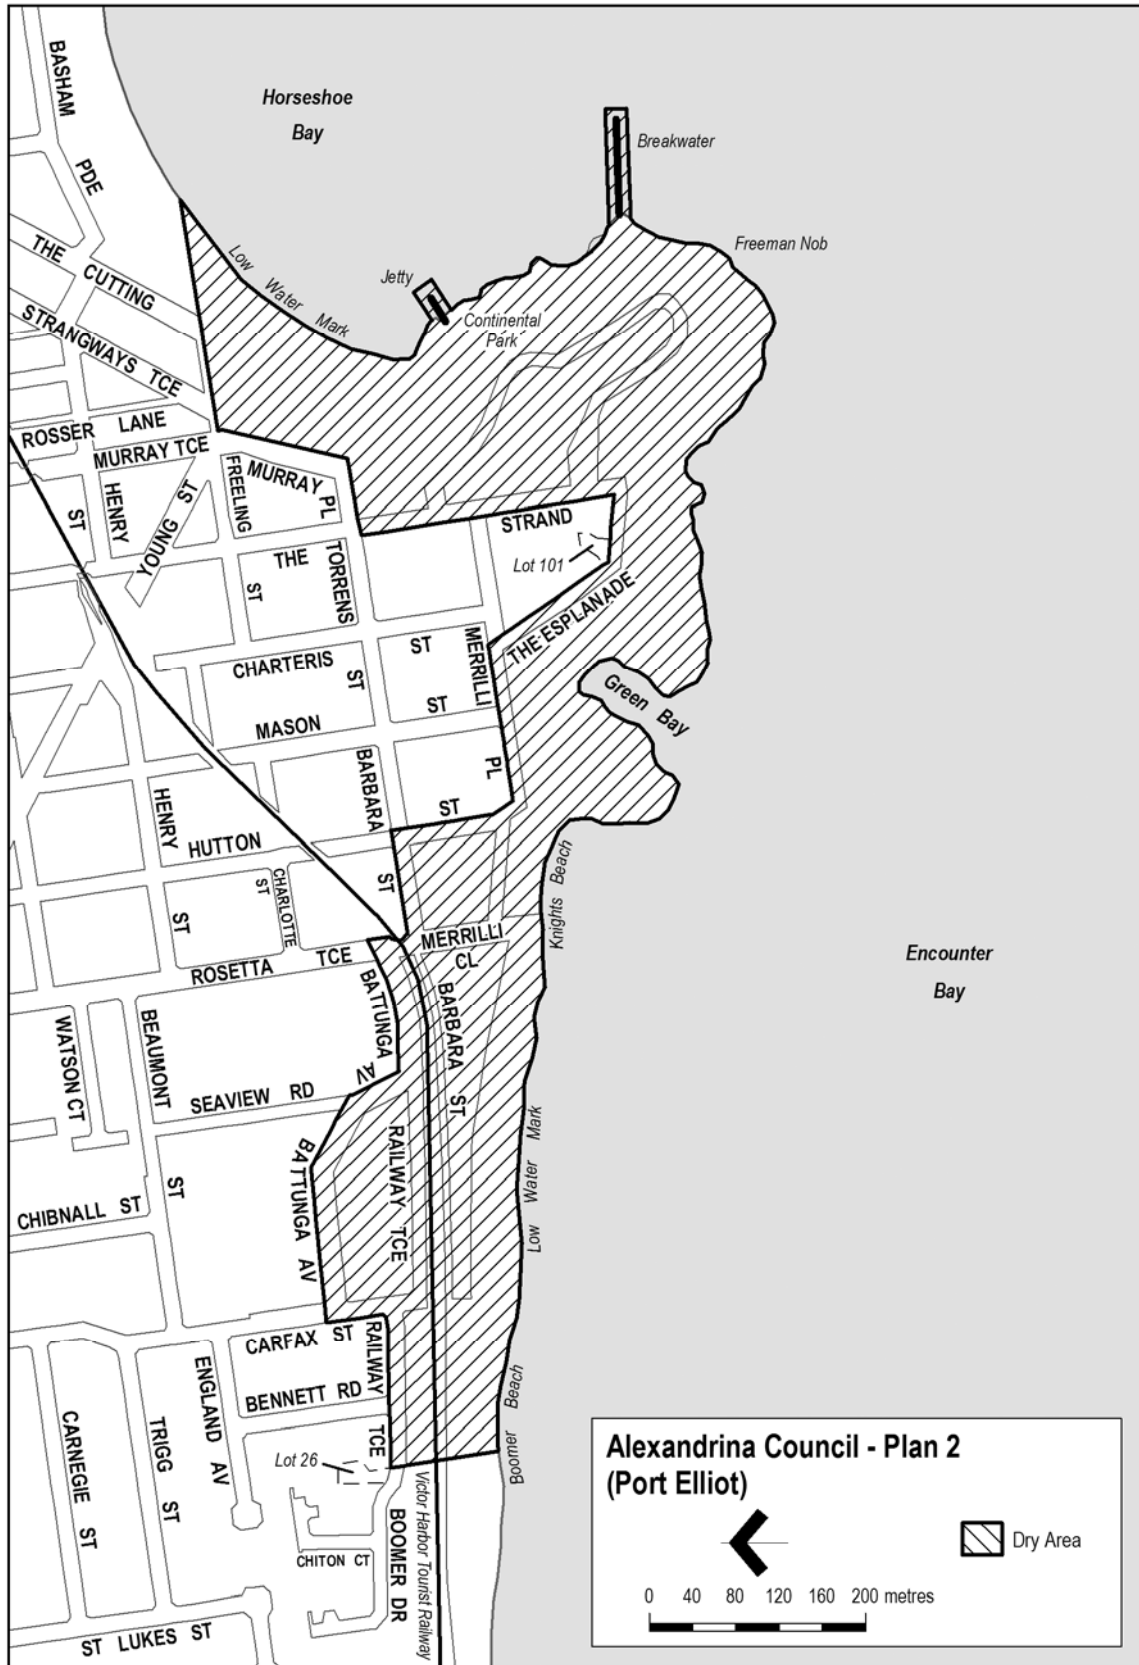 BASHAM
PDE
Horseshoe
Bay
Breakwater
Freeman Nob
Low Water Mark
Jetty
Continental
Park
THE CUTTING
STRANGWAYS TCE
ROSSER LANE
MURRAY TCE
HENRY
ST
YOUNG ST
FREELING
ST
MURRAY
PL
THE
STRAND
TORRENS
ST
Lot 101
THE ESPLANADE
CHARTERIS
ST
MERRILLI
PL
MASON
ST
Green Bay
BARBARA
ST
HENRY
ST
HUTTON
ST
CHARLOTTE
ST
Knights Beach
MERRILLI
CL
ROSETTA TCE
BATTUNGA
AV
BARBARA
ST
Encounter
Bay
WATSON CT
BEAUMONT
ST
SEAVIEW RD
RAILWAY TCE
BATTUNGA AV
Low Water Mark
CHIBNALL ST
CARFAX ST
RAILWAY
TCE
BENNETT RD
ENGLAND
AV
CARNEGIE ST
TRIGG ST
Lot 26
Boomer Beach
Victor Harbor Tourist Railway
BOOMER DR
CHITON CT
ST LUKES ST
Alexandrina Council - Plan 2
(Port Elliot)
Dry Area
0 40 80 120 160 200 metres